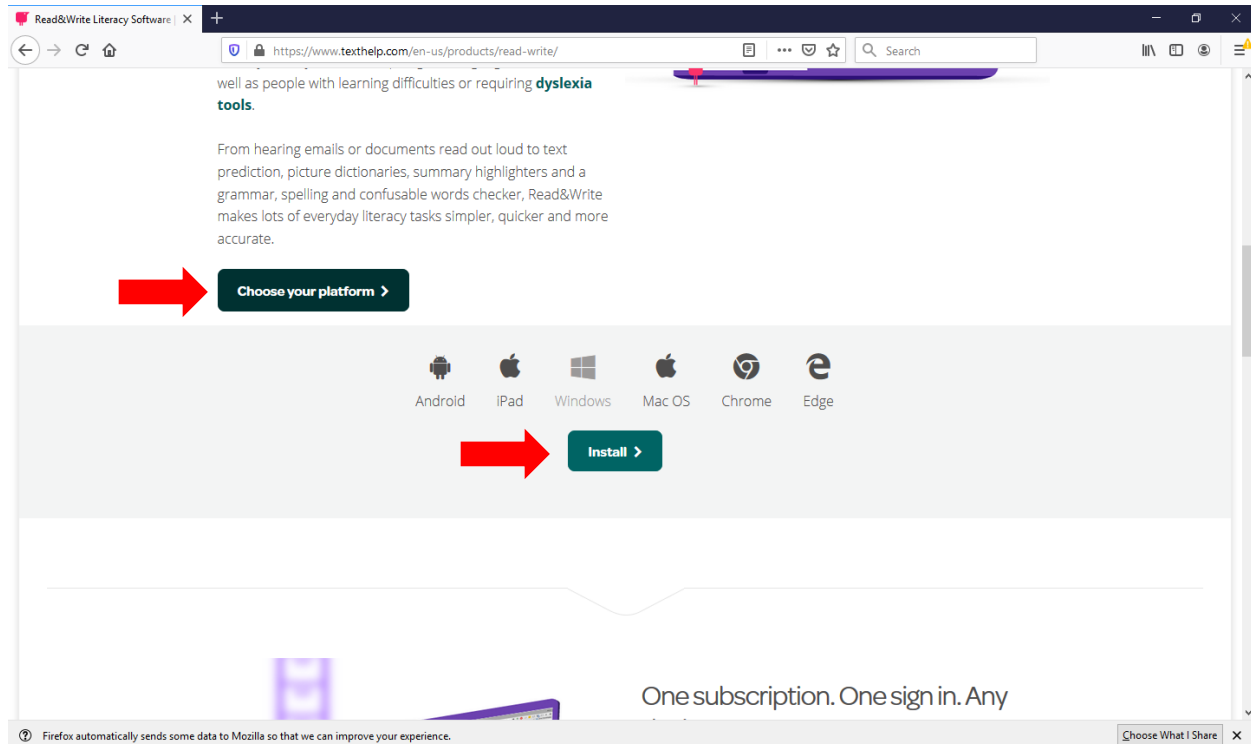 Read&Write Literacy Software |
https://www.texthelp.com/en-us/products/read-write/
Search
well as people with learning difficulties or requiring dyslexia
tools.
From hearing emails or documents read out loud to text
prediction, picture dictionaries, summary highlighters and a
grammar, spelling and confusable words checker, Read&Write
makes lots of everyday literacy tasks simpler, quicker and more
accurate.
Choose your platform >
Android iPad Windows Mac OS Chrome Edge
Install >
One subscription. One sign in. Any
Firefox automatically sends some data to Mozilla so that we can improve your experience. Choose What I Share